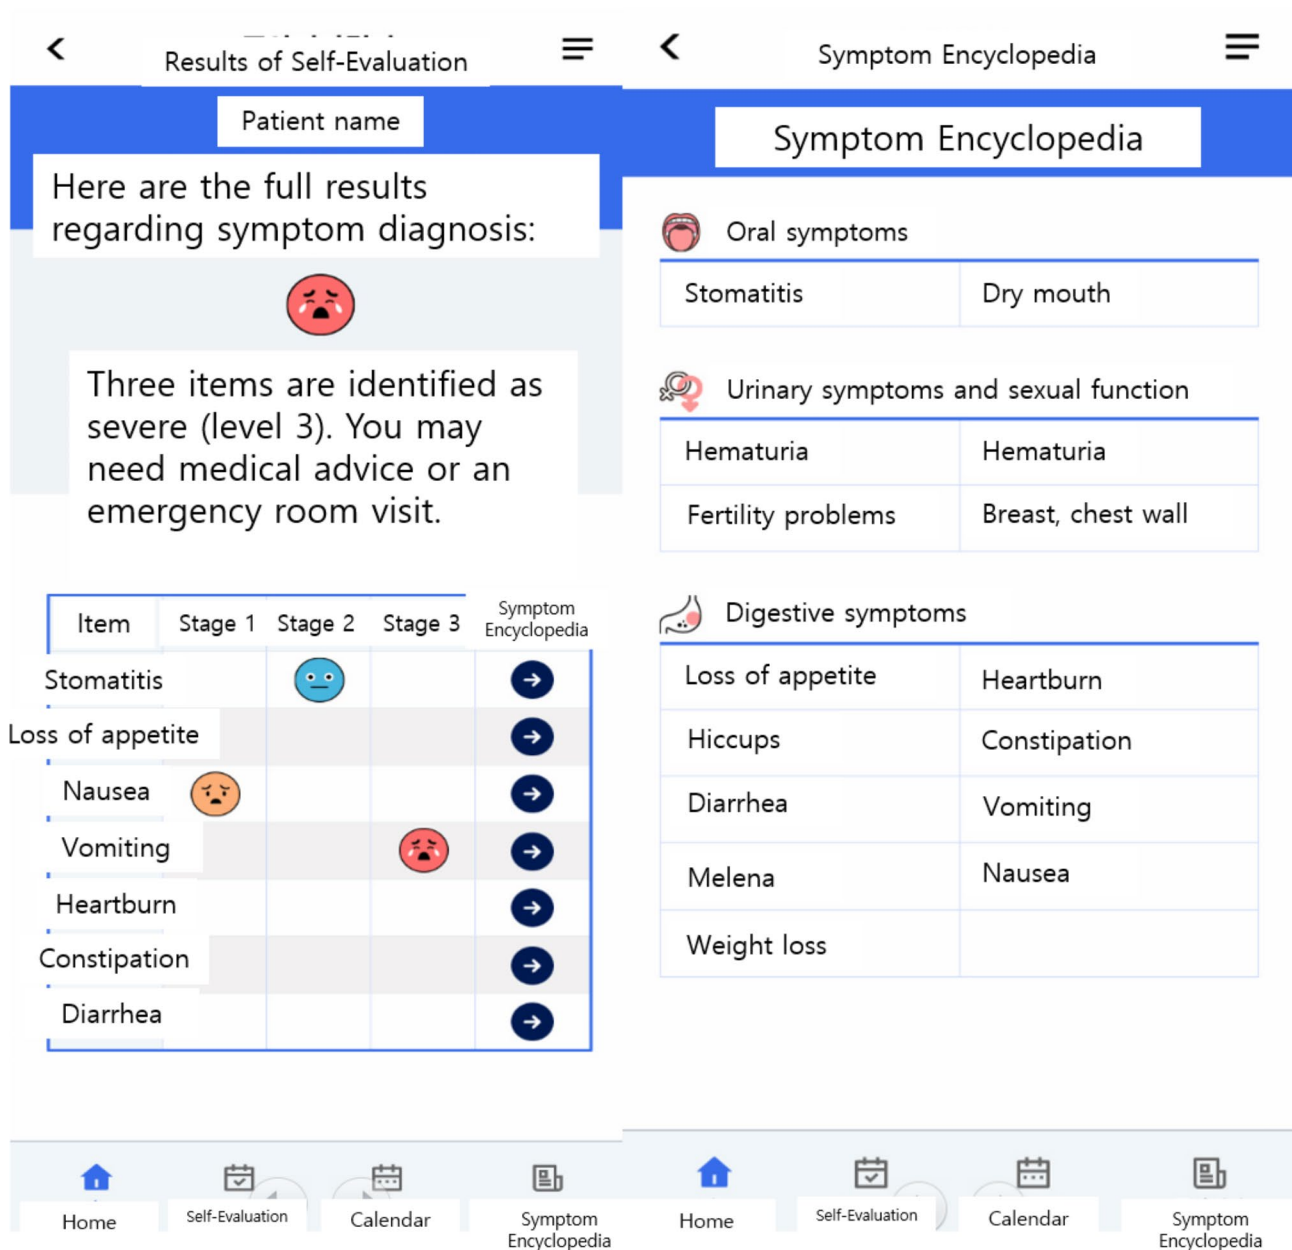 Results of Self-Evaluation
Patient name
Here are the full results
regarding symptom diagnosis:
Three items are identified as
severe (level 3). You may
need medical advice or an
emergency room visit.
Item Stage 1 Stage 2 Stage 3 Symptom Encyclopedia
Stomatitis
Loss of appetite
Nausea
Vomiting
Heartburn
Constipation
Diarrhea
Home Self-Evaluation Calendar Symptom Encyclopedia
Symptom Encyclopedia
Symptom Encyclopedia
Oral symptoms
Stomatitis Dry mouth
Urinary symptoms and sexual function
Hematuria Hematuria
Fertility problems Breast, chest wall
Digestive symptoms
Loss of appetite Heartburn
Hiccups Constipation
Diarrhea Vomiting
Melena Nausea
Weight loss
Home Self-Evaluation Calendar Symptom Encyclopedia